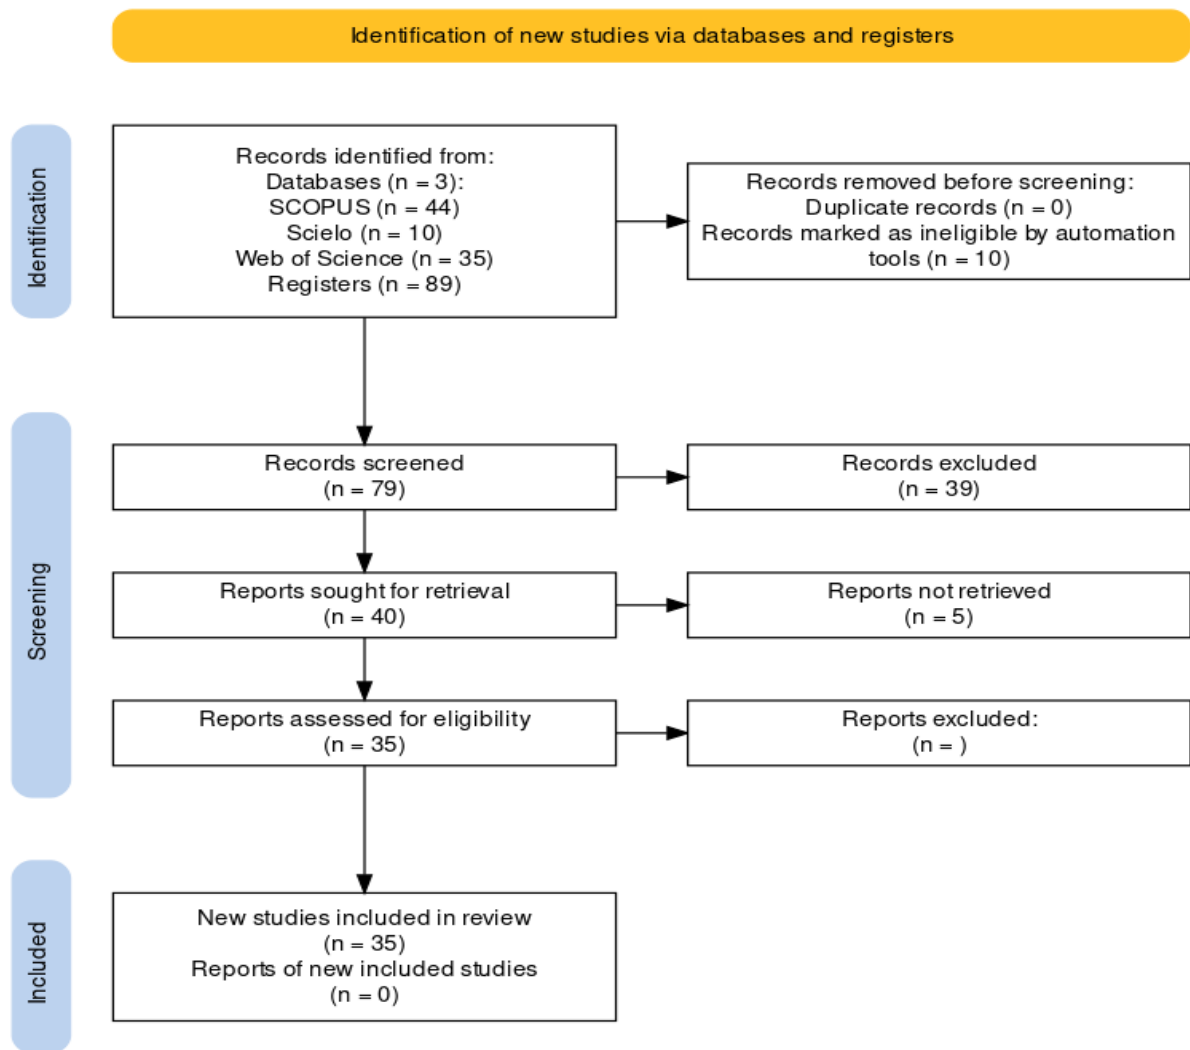 Identification of new studies via databases and registers
Identification
Records identified from:
Databases (n = 3):
SCOPUS (n = 44)
Scielo (n = 10)
Web of Science (n = 35)
Registers (n = 89)
Records removed before screening:
Duplicate records (n = 0)
Records marked as ineligible by automation
tools (n = 10)
Screening
Records screened
(n = 79)
Records excluded
(n = 39)
Reports sought for retrieval
(n = 40)
Reports not retrieved
(n = 5)
Reports assessed for eligibility
(n = 35)
Reports excluded:
(n = )
Included
New studies included in review
(n = 35)
Reports of new included studies
(n = 0)